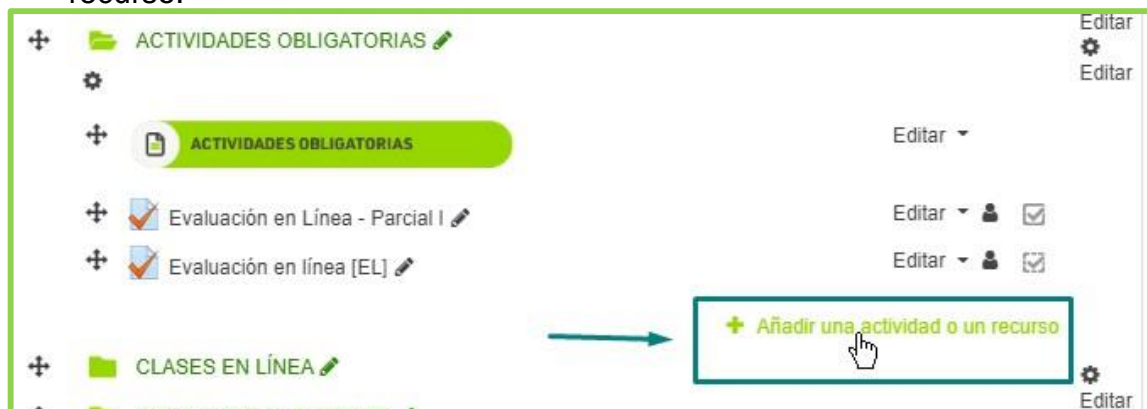 recurso.
ACTIVIDADES OBLIGATORIAS Editar
Editar
ACTIVIDADES OBLIGATORIAS Editar
Evaluación en Línea - Parcial I Editar
Evaluación en línea [EL] Editar
+ Añadir una actividad o un recurso
CLASES EN LÍNEA
Editar